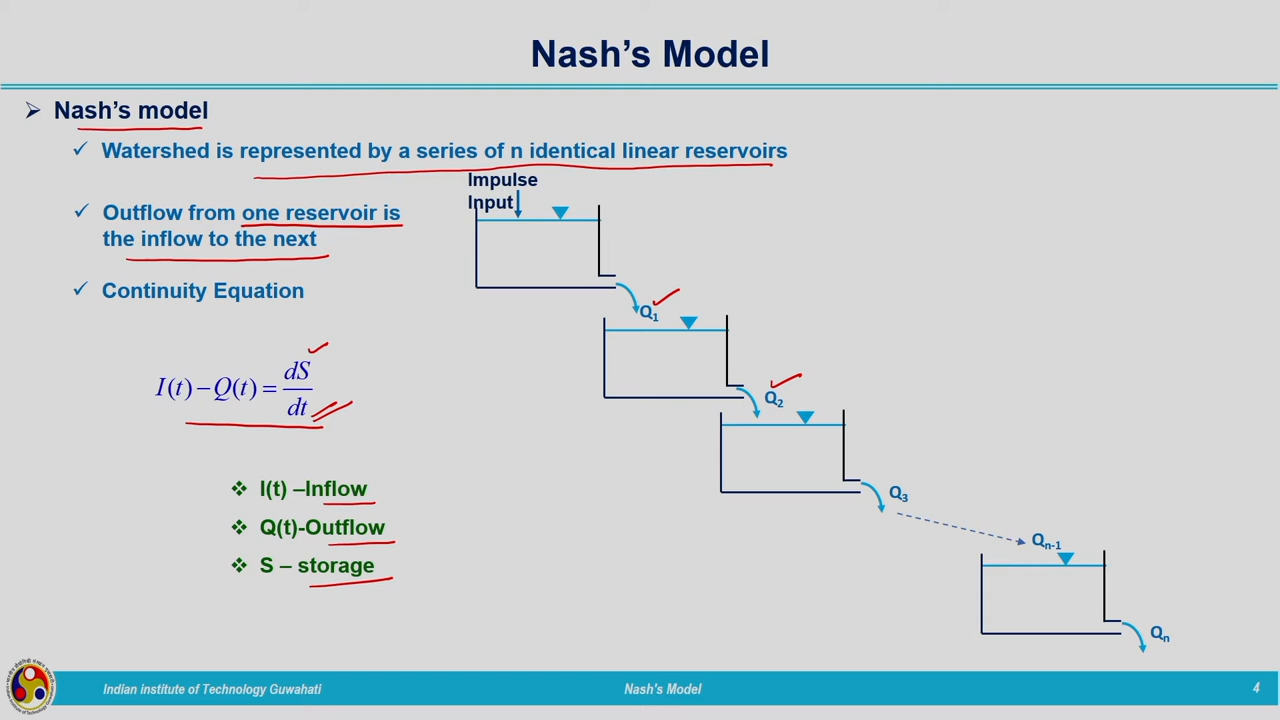 Nash's Model
➢ Nash's model
✓ Watershed is represented by a series of n identical linear reservoirs
Impulse
Input
✓ Outflow from one reservoir is
the inflow to the next
✓ Continuity Equation
I(t) – Q(t) = dS/dt
❖ I(t) –Inflow
❖ Q(t)-Outflow
❖ S – storage
Q₁
Q₂
Q₃
Qₙ₋₁
Qₙ
Indian institute of Technology Guwahati
Nash's Model
4